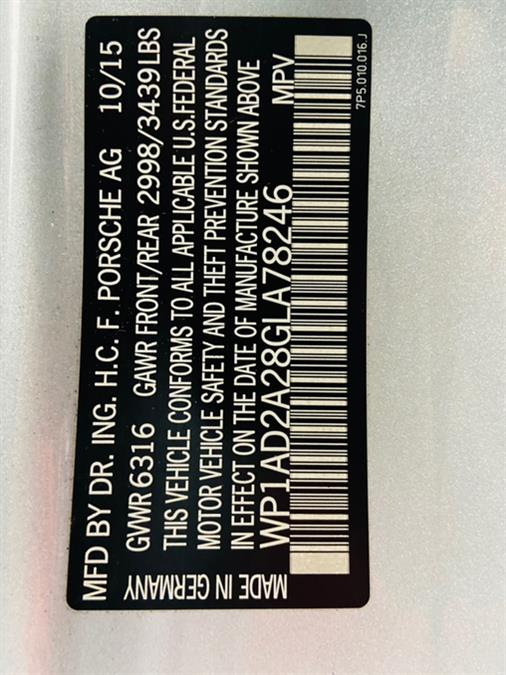 MFD BY DR. ING. H.C. F. PORSCHE AG 10/15
GVWR 6316 GAWR FRONT/REAR 2998/3439 LBS
THIS VEHICLE CONFORMS TO ALL APPLICABLE U.S.FEDERAL
MOTOR VEHICLE SAFETY AND THEFT PREVENTION STANDARDS
IN EFFECT ON THE DATE OF MANUFACTURE SHOWN ABOVE
WP1AD2A28GLA78246 MPV
MADE IN GERMANY
7P5.010.016.J